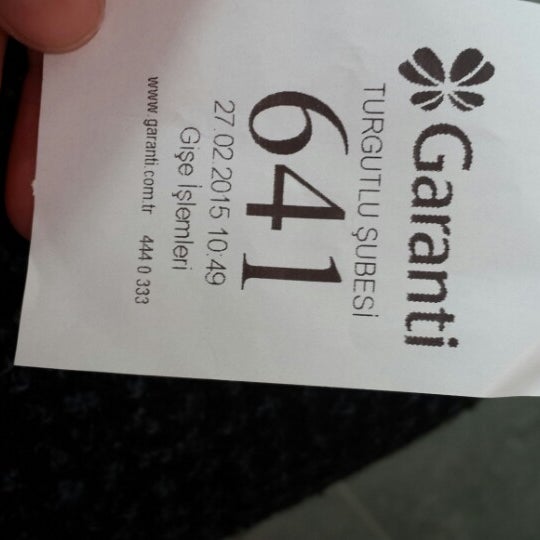 Garanti
TURGUTLU ŞUBESİ
641
27.02.2015 10:49
Gişe İşlemleri
www.garanti.com.tr 444 0 333